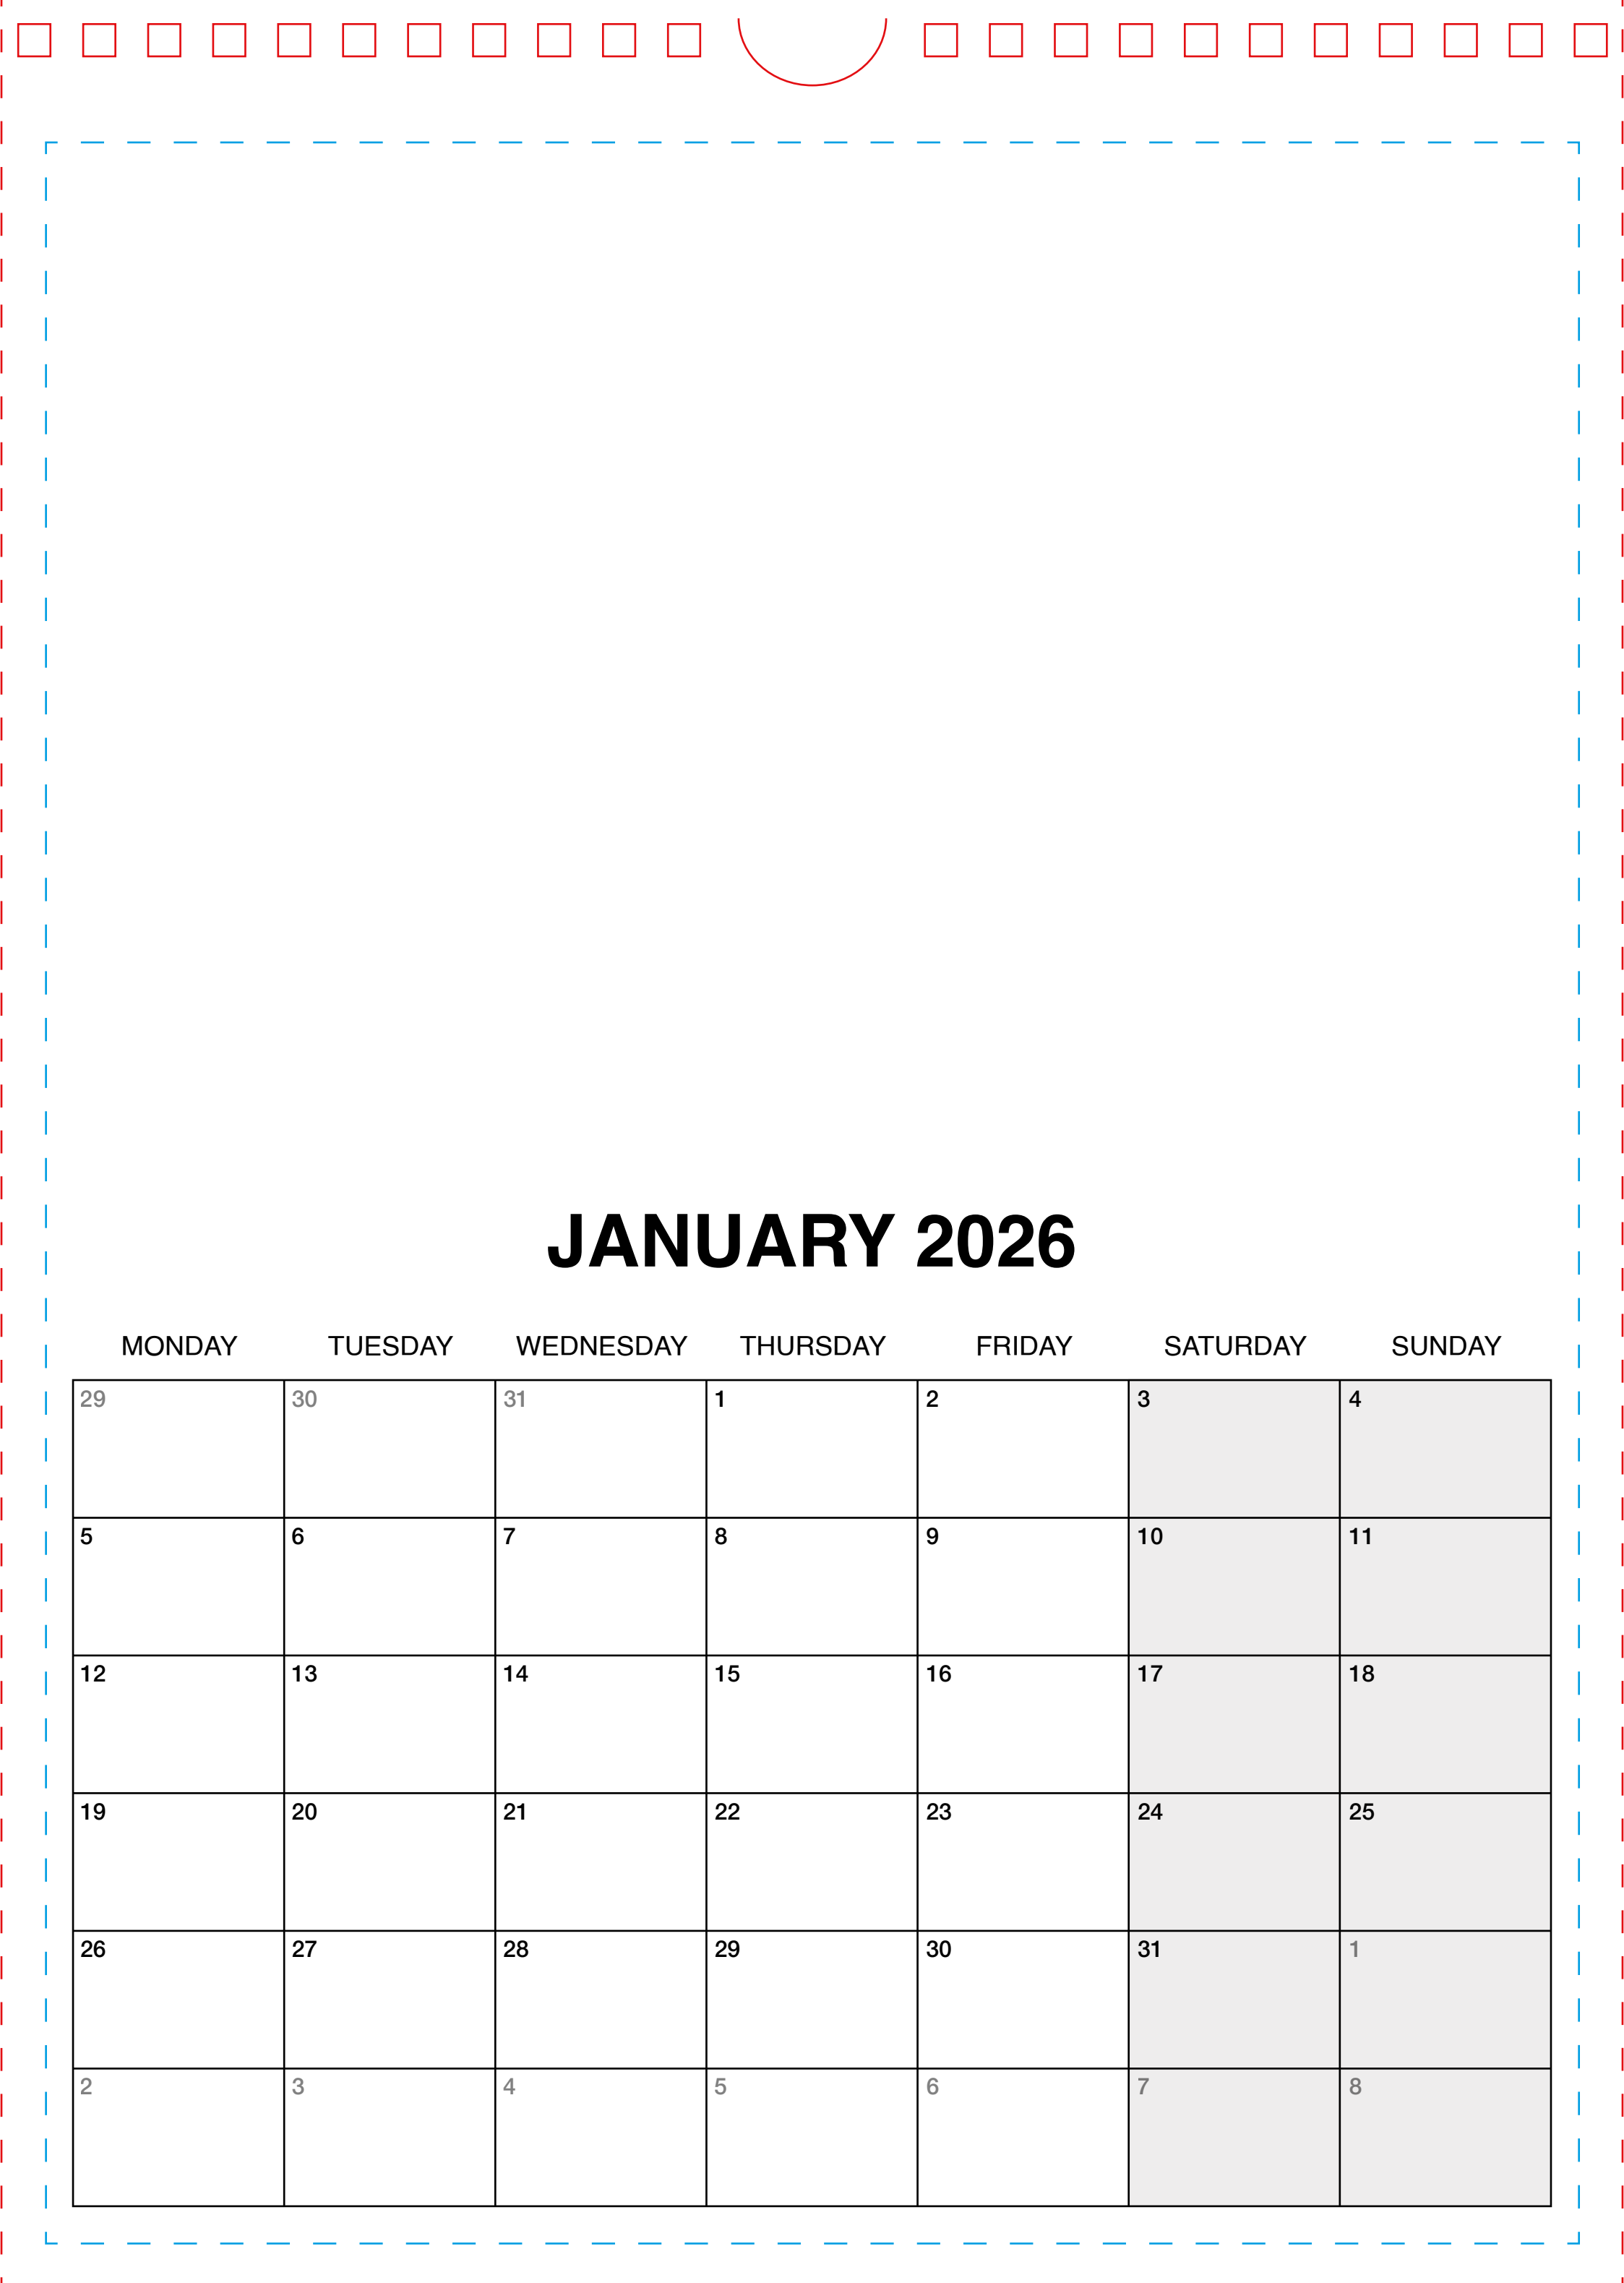 JANUARY 2026
MONDAY TUESDAY WEDNESDAY THURSDAY FRIDAY SATURDAY SUNDAY
29 30 31 1 2 3 4
5 6 7 8 9 10 11
12 13 14 15 16 17 18
19 20 21 22 23 24 25
26 27 28 29 30 31 1
2 3 4 5 6 7 8